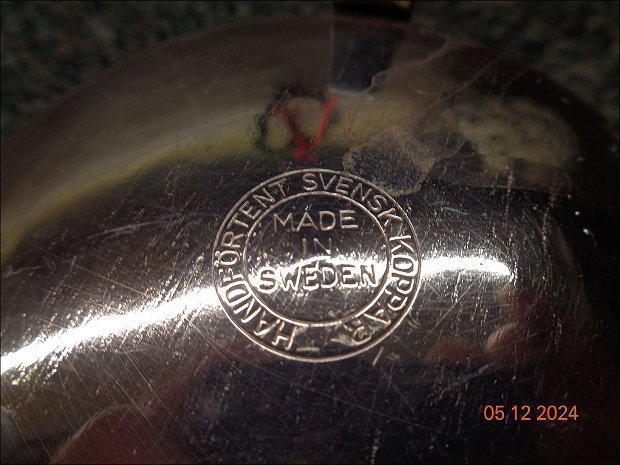 HANDFÖRTENT SVENSK KOPPAR
MADE
IN
SWEDEN
05 12 2024